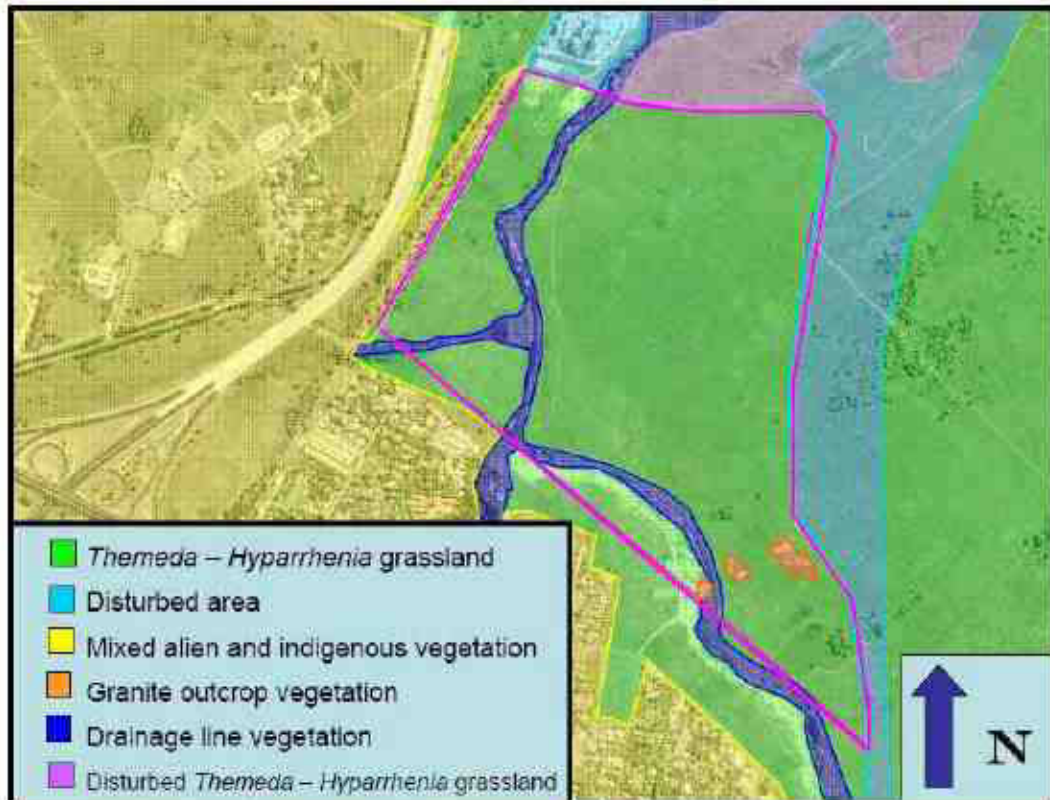 Themeda – Hyparrhenia grassland
Disturbed area
Mixed alien and indigenous vegetation
Granite outcrop vegetation
Drainage line vegetation
Disturbed Themeda – Hyparrhenia grassland
N